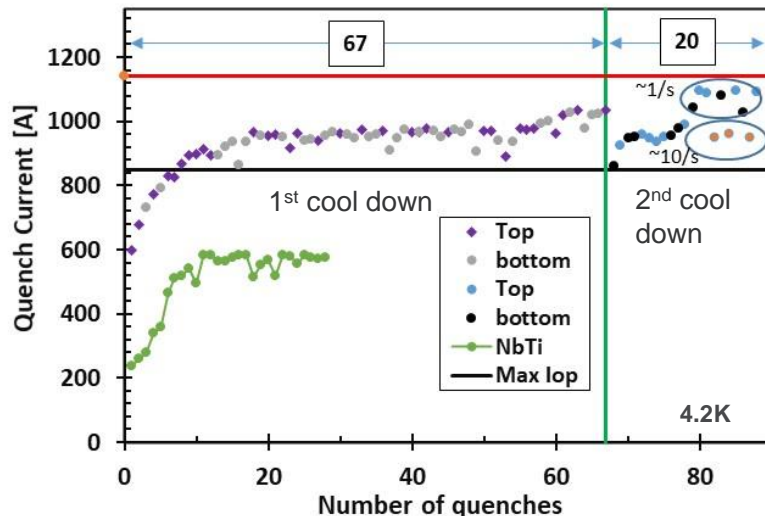 67
20
1200
1000
800
600
400
200
0
Quench Current [A]
~1/s
~10/s
1st cool down
2nd cool
down
Top
bottom
Top
bottom
NbTi
Max Iop
4.2K
0
20
40
60
80
Number of quenches